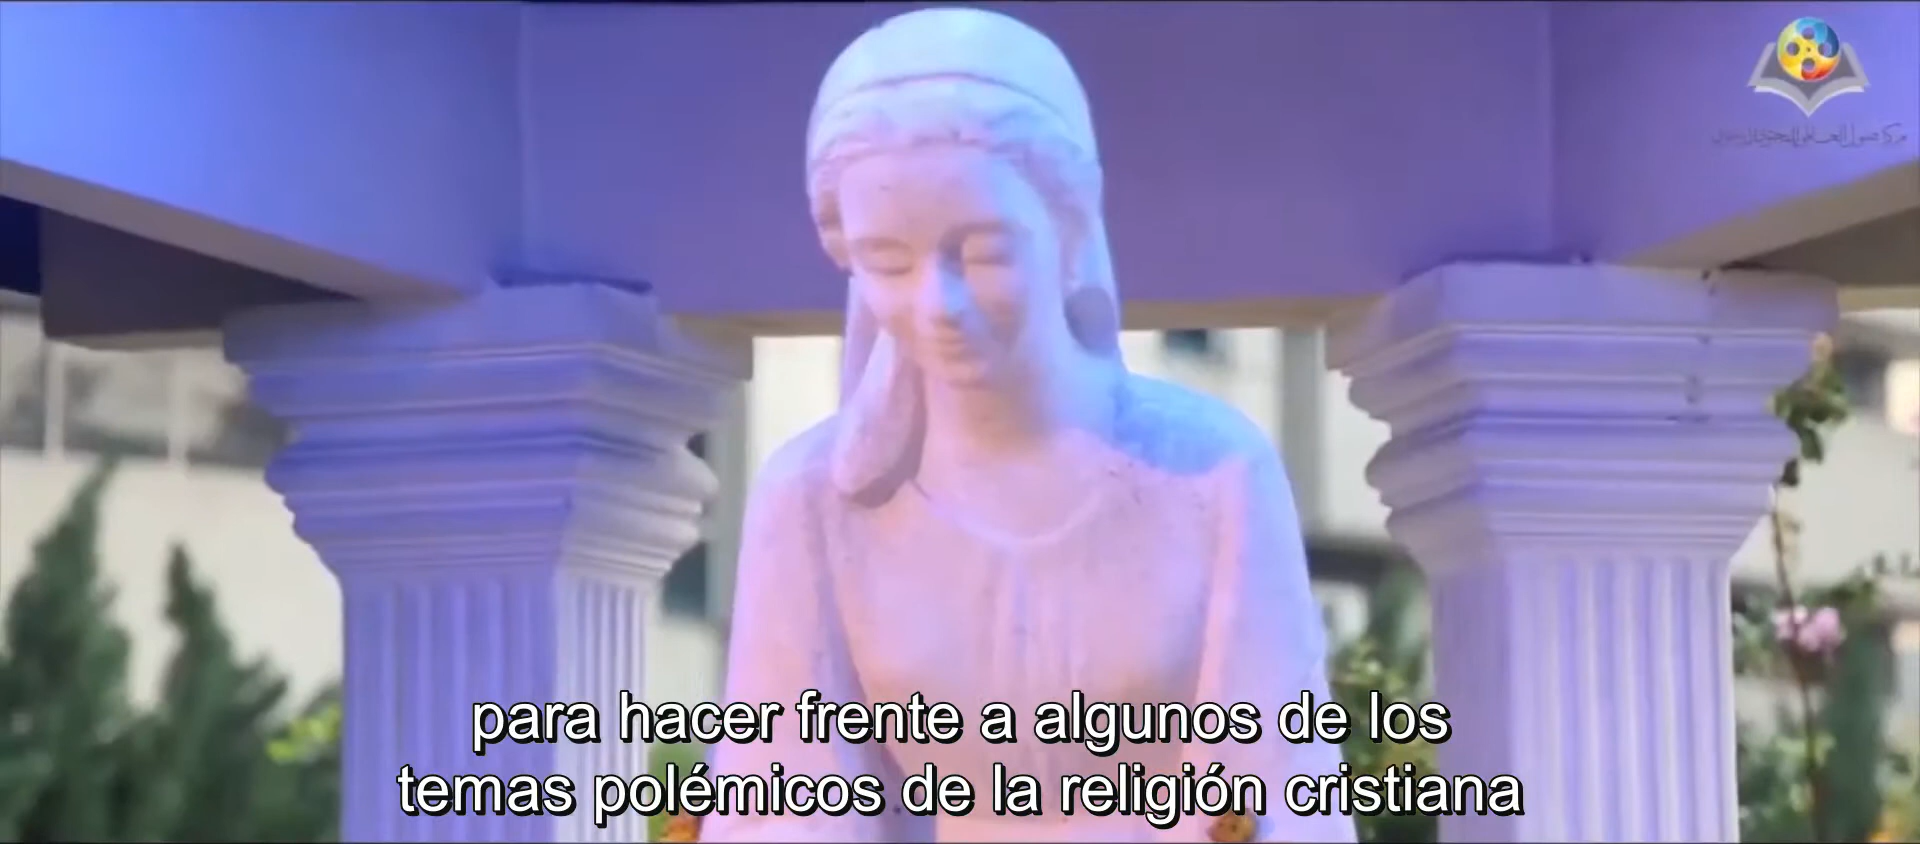 para hacer frente a algunos de los
temas polémicos de la religión cristiana